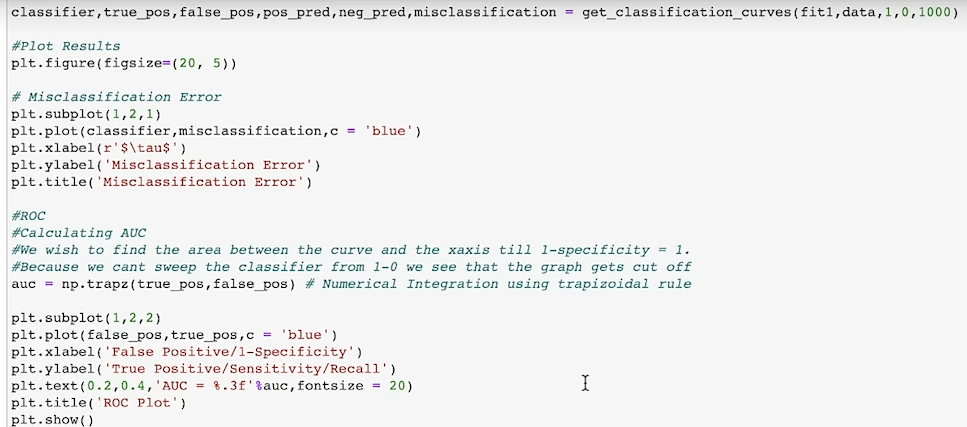 classifier,true_pos,false_pos,pos_pred,neg_pred,misclassification = get_classification_curves(fit1,data,1,0,1000)
#Plot Results
plt.figure(figsize=(20, 5))
# Misclassification Error
plt.subplot(1,2,1)
plt.plot(classifier,misclassification,c = 'blue')
plt.xlabel(r'$\tau$')
plt.ylabel('Misclassification Error')
plt.title('Misclassification Error')
#ROC
#Calculating AUC
#We wish to find the area between the curve and the xaxis till 1-specificity = 1.
#Because we cant sweep the classifier from 1-0 we see that the graph gets cut off
auc = np.trapz(true_pos,false_pos) # Numerical Integration using trapizoidal rule
plt.subplot(1,2,2)
plt.plot(false_pos,true_pos,c = 'blue')
plt.xlabel('False Positive/1-Specificity')
plt.ylabel('True Positive/Sensitivity/Recall')
plt.text(0.2,0.4,'AUC = %.3f'%auc,fontsize = 20)
plt.title('ROC Plot')
plt.show()